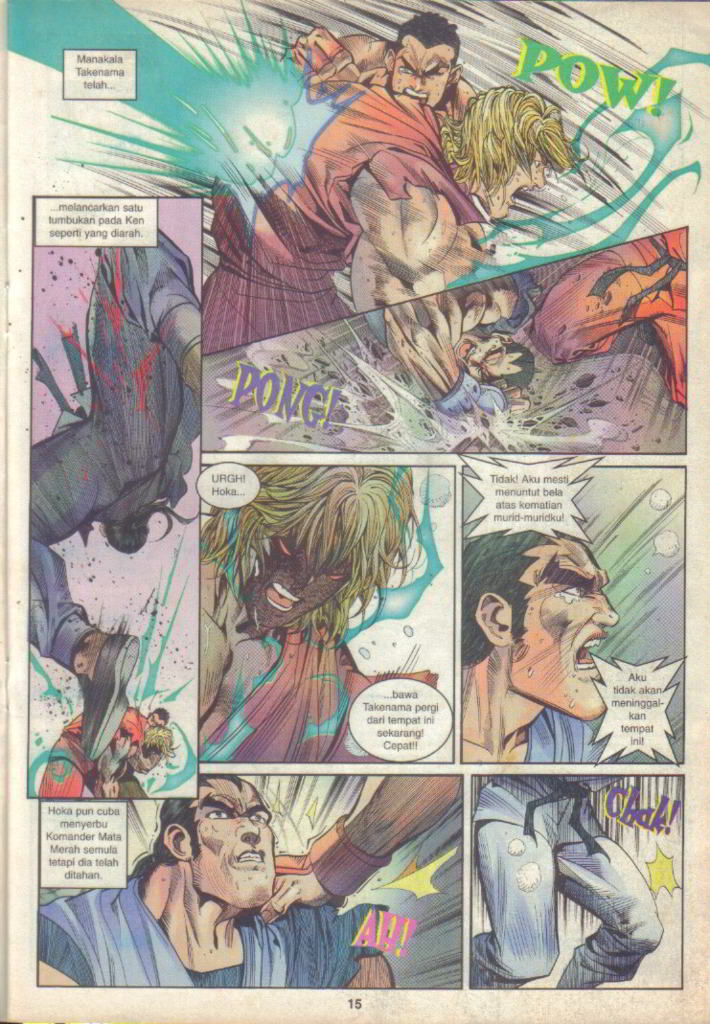 Manakala
Takenama
telah...
POW!
...melancarkan satu
tumbukan pada Ken
seperti yang diarah.
PONG!
URGH!
Hoka...
...bawa
Takenama pergi
dari tempat ini
sekarang!
Cepat!!
Tidak! Aku mesti
menuntut bela
atas kematian
murid-muridku!
Aku
tidak akan
meninggal-
kan
tempat
ini!
Hoka pun cuba
menyerbu
Komander Mata
Merah semula
tetapi dia telah
ditahan.
AH!!
Chak!
15